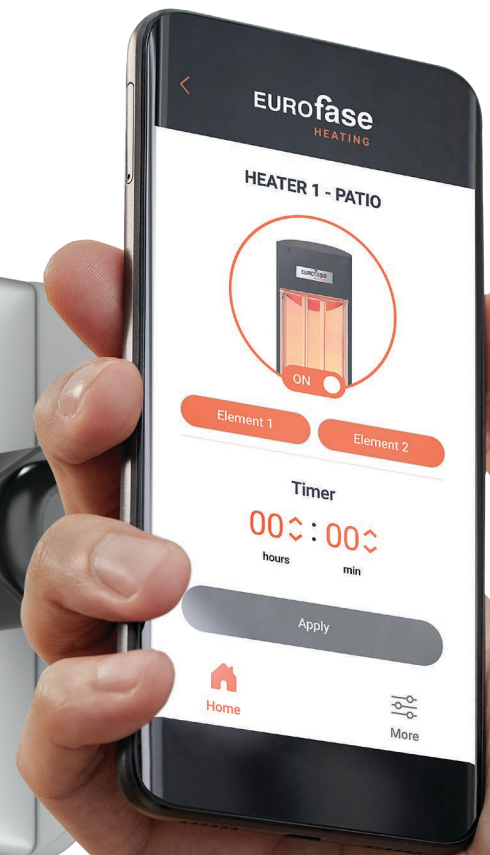 EUROfase
HEATING
HEATER 1 - PATIO
EUROfase
ON
Element 1
Element 2
Timer
00 : 00
hours
min
Apply
Home
More